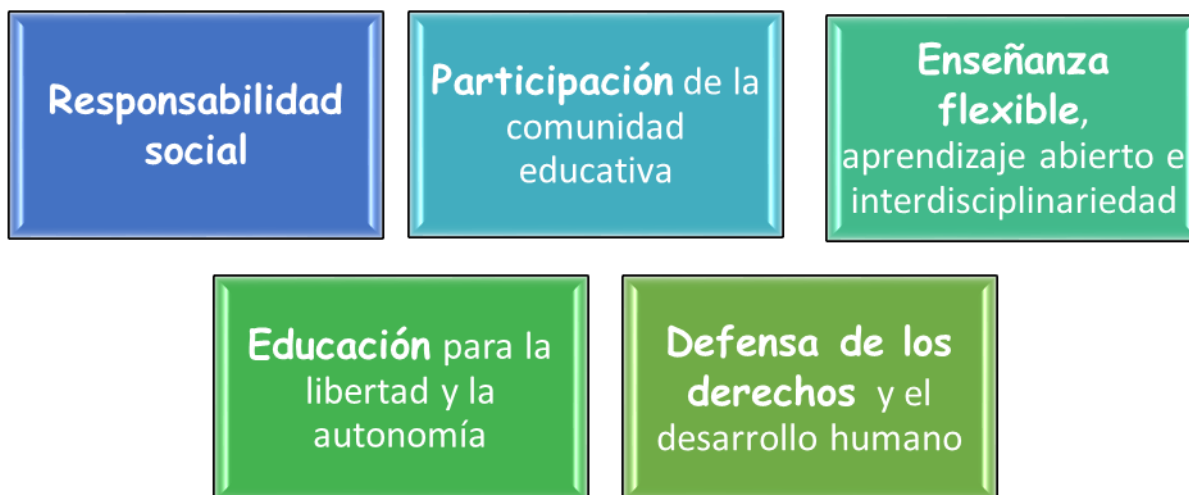 Responsabilidad
social
Participación de la
comunidad
educativa
Enseñanza
flexible,
aprendizaje abierto e
interdisciplinariedad
Educación para la
libertad y la
autonomía
Defensa de los
derechos y el
desarrollo humano